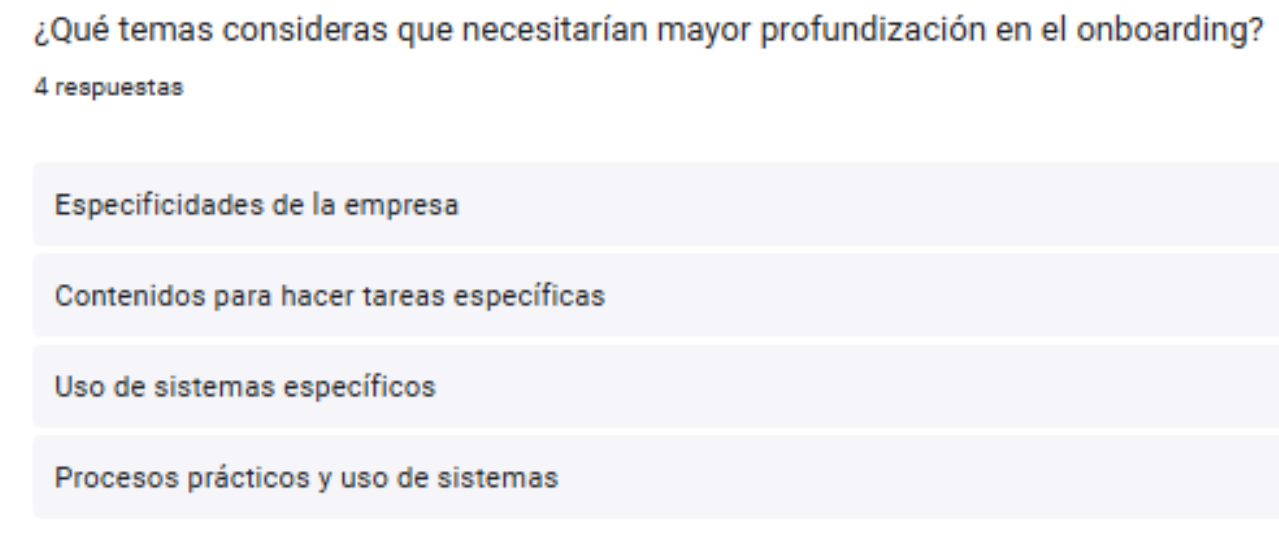 ¿Qué temas consideras que necesitarían mayor profundización en el onboarding?
4 respuestas
Especificidades de la empresa
Contenidos para hacer tareas específicas
Uso de sistemas específicos
Procesos prácticos y uso de sistemas